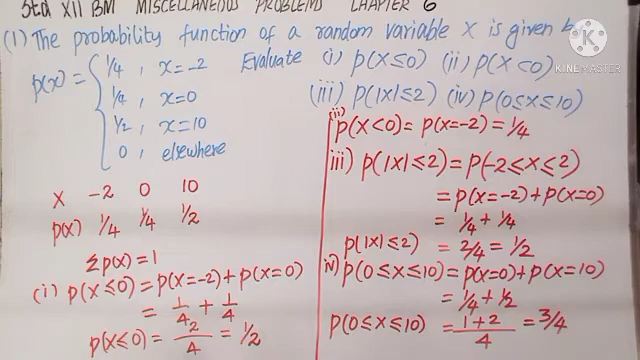 Std XII BM MISCELLANEOUS PROBLEMS CHAPTER 6
(1) The probability function of a random variable X is given by
p(x) = { 1/4 , x=-2
1/4 , x=0
1/2 , x=10
0 , elsewhere
Evaluate (i) P(X≤0) (ii) P(X<0)
(iii) P(|X|≤2) (iv) P(0≤X≤10)
KINEMASTER
X -2 0 10
P(x) 1/4 1/4 1/2
Σp(x) = 1
(i) P(X≤0) = P(X=-2) + P(X=0)
= 1/4 + 1/4
P(X≤0) = 2/4 = 1/2
(ii) P(X<0) = P(X=-2) = 1/4
iii) P(|X|≤2) = P(-2≤X≤2)
= P(X=-2) + P(X=0)
= 1/4 + 1/4
P(|X|≤2) = 2/4 = 1/2
iv) P(0≤X≤10) = P(X=0) + P(X=10)
= 1/4 + 1/2
P(0≤X≤10) = (1+2)/4 = 3/4